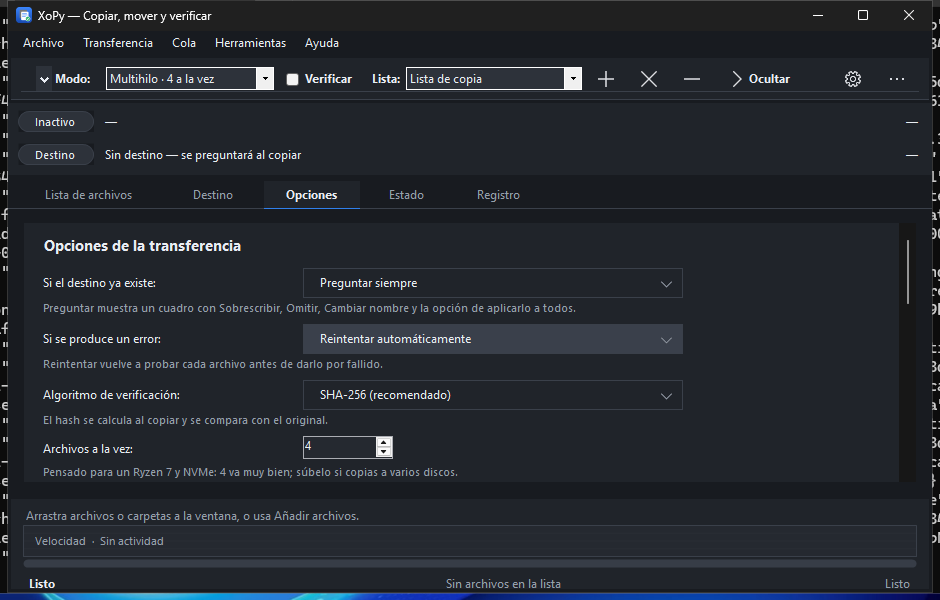 XoPy — Copiar, mover y verificar
Archivo Transferencia Cola Herramientas Ayuda
Modo: Multihilo · 4 a la vez Verificar Lista: Lista de copia Ocultar
Inactivo —
Destino Sin destino — se preguntará al copiar
Lista de archivos Destino Opciones Estado Registro
Opciones de la transferencia
Si el destino ya existe: Preguntar siempre
Preguntar muestra un cuadro con Sobrescribir, Omitir, Cambiar nombre y la opción de aplicarlo a todos.
Si se produce un error: Reintentar automáticamente
Reintentar vuelve a probar cada archivo antes de darlo por fallido.
Algoritmo de verificación: SHA-256 (recomendado)
El hash se calcula al copiar y se compara con el original.
Archivos a la vez: 4
Pensado para un Ryzen 7 y NVMe: 4 va muy bien; súbelo si copias a varios discos.
Arrastra archivos o carpetas a la ventana, o usa Añadir archivos.
Velocidad · Sin actividad
Listo Sin archivos en la lista Listo